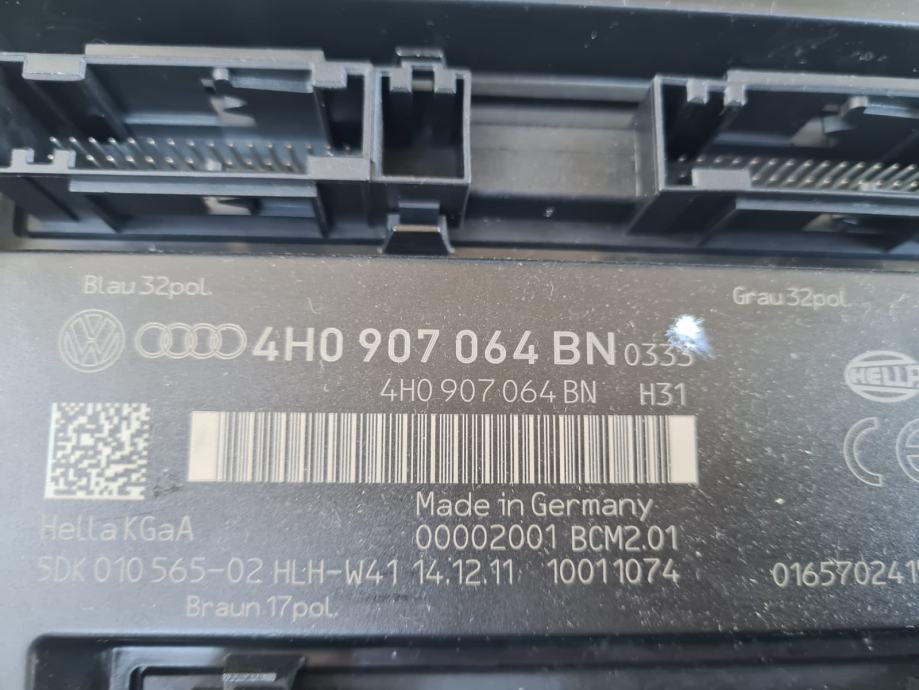 Blau 32pol.
Grau 32pol.
4H0 907 064 BN 0333
4H0 907 064 BN H31
HELLA
Made in Germany
Hella KGaA
00002001 BCM2.01
5DK 010 565-02 HLH-W41 14.12.11 10011074
Braun 17pol.